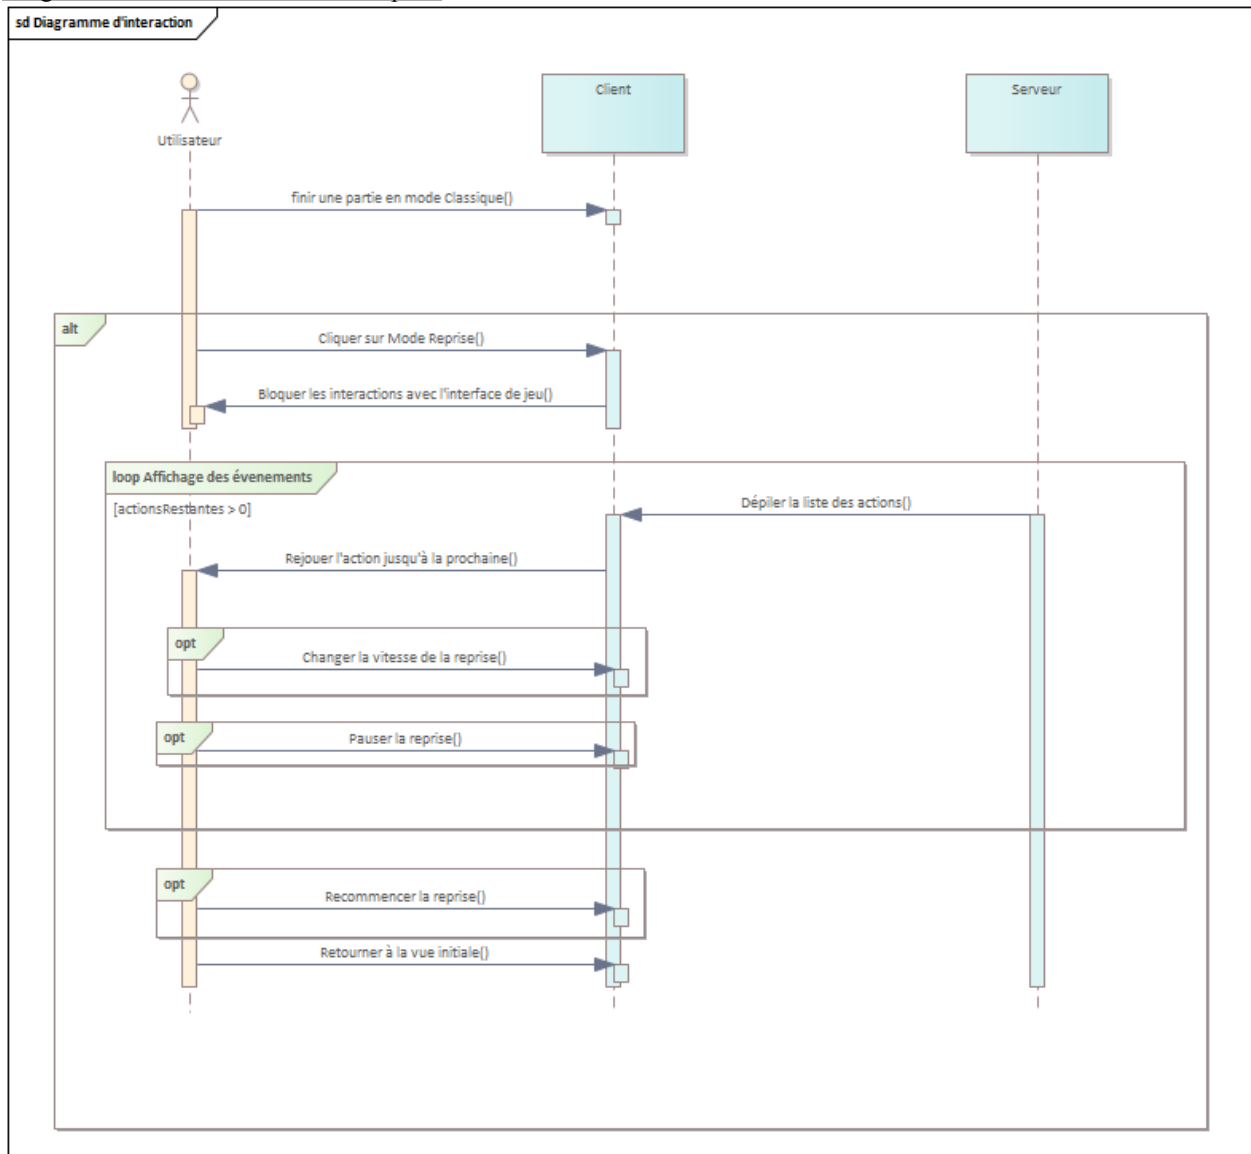 sd Diagramme d'interaction
Utilisateur
Client
Serveur
finir une partie en mode Classique()
alt
Cliquer sur Mode Reprise()
Bloquer les interactions avec l'interface de jeu()
loop Affichage des évenements
[actionsRestantes > 0]
Dépiler la liste des actions()
Rejouer l'action jusqu'à la prochaine()
opt
Changer la vitesse de la reprise()
opt
Pauser la reprise()
opt
Recommencer la reprise()
Retourner à la vue initiale()